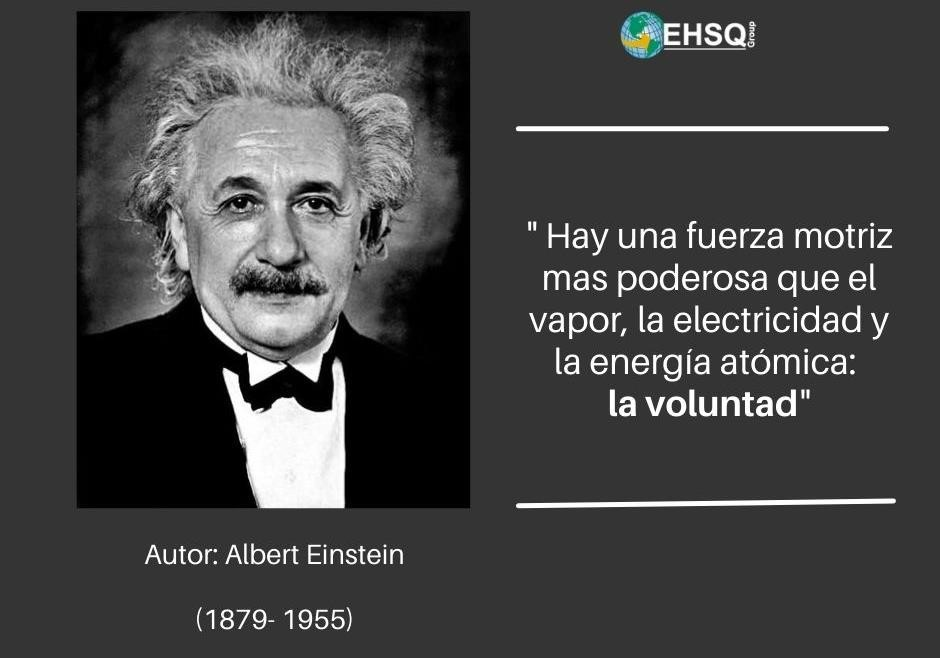 EHSQ
Group
" Hay una fuerza motriz
mas poderosa que el
vapor, la electricidad y
la energía atómica:
la voluntad"
Autor: Albert Einstein
(1879- 1955)